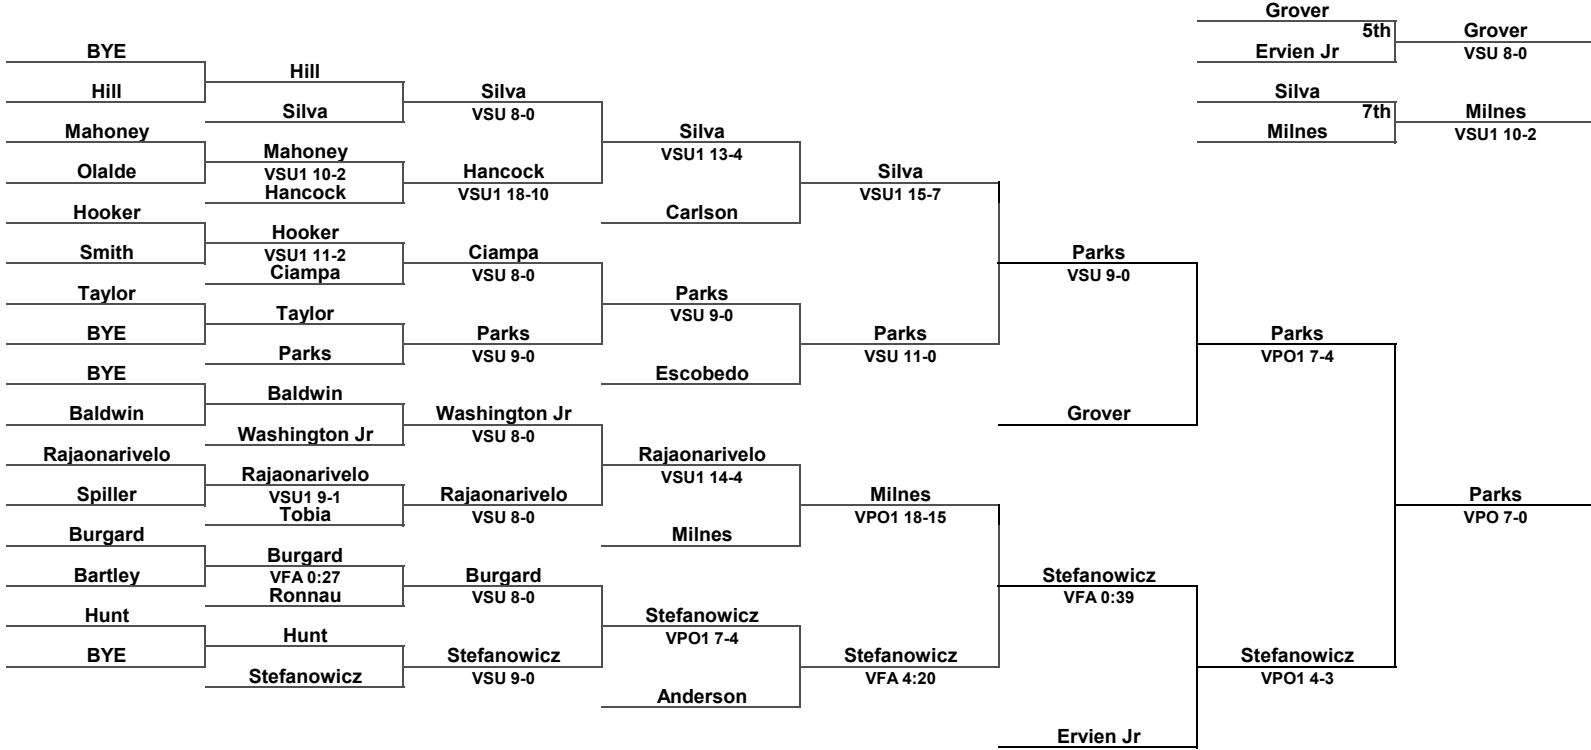 Grover
5th
Ervien Jr
Grover
VSU 8-0
Silva
7th
Milnes
Milnes
VSU1 10-2
BYE
Hill
Mahoney
Olalde
Hooker
Smith
Taylor
BYE
BYE
Baldwin
Rajaonarivelo
Spiller
Burgard
Bartley
Hunt
BYE
Hill
Silva
Mahoney
VSU1 10-2
Hancock
Hooker
VSU1 11-2
Ciampa
Taylor
Parks
Baldwin
Washington Jr
Rajaonarivelo
VSU1 9-1
Tobia
Burgard
VFA 0:27
Ronnau
Hunt
Stefanowicz
Silva
VSU 8-0
Hancock
VSU1 18-10
Ciampa
VSU 8-0
Parks
VSU 9-0
Washington Jr
VSU 8-0
Rajaonarivelo
VSU 8-0
Burgard
VSU 8-0
Stefanowicz
VSU 9-0
Silva
VSU1 13-4
Carlson
Parks
VSU 9-0
Escobedo
Rajaonarivelo
VSU1 14-4
Milnes
Stefanowicz
VPO1 7-4
Anderson
Silva
VSU1 15-7
Parks
VSU 11-0
Milnes
VPO1 18-15
Stefanowicz
VFA 4:20
Parks
VSU 9-0
Grover
Stefanowicz
VFA 0:39
Ervien Jr
Parks
VPO1 7-4
Stefanowicz
VPO1 4-3
Parks
VPO 7-0